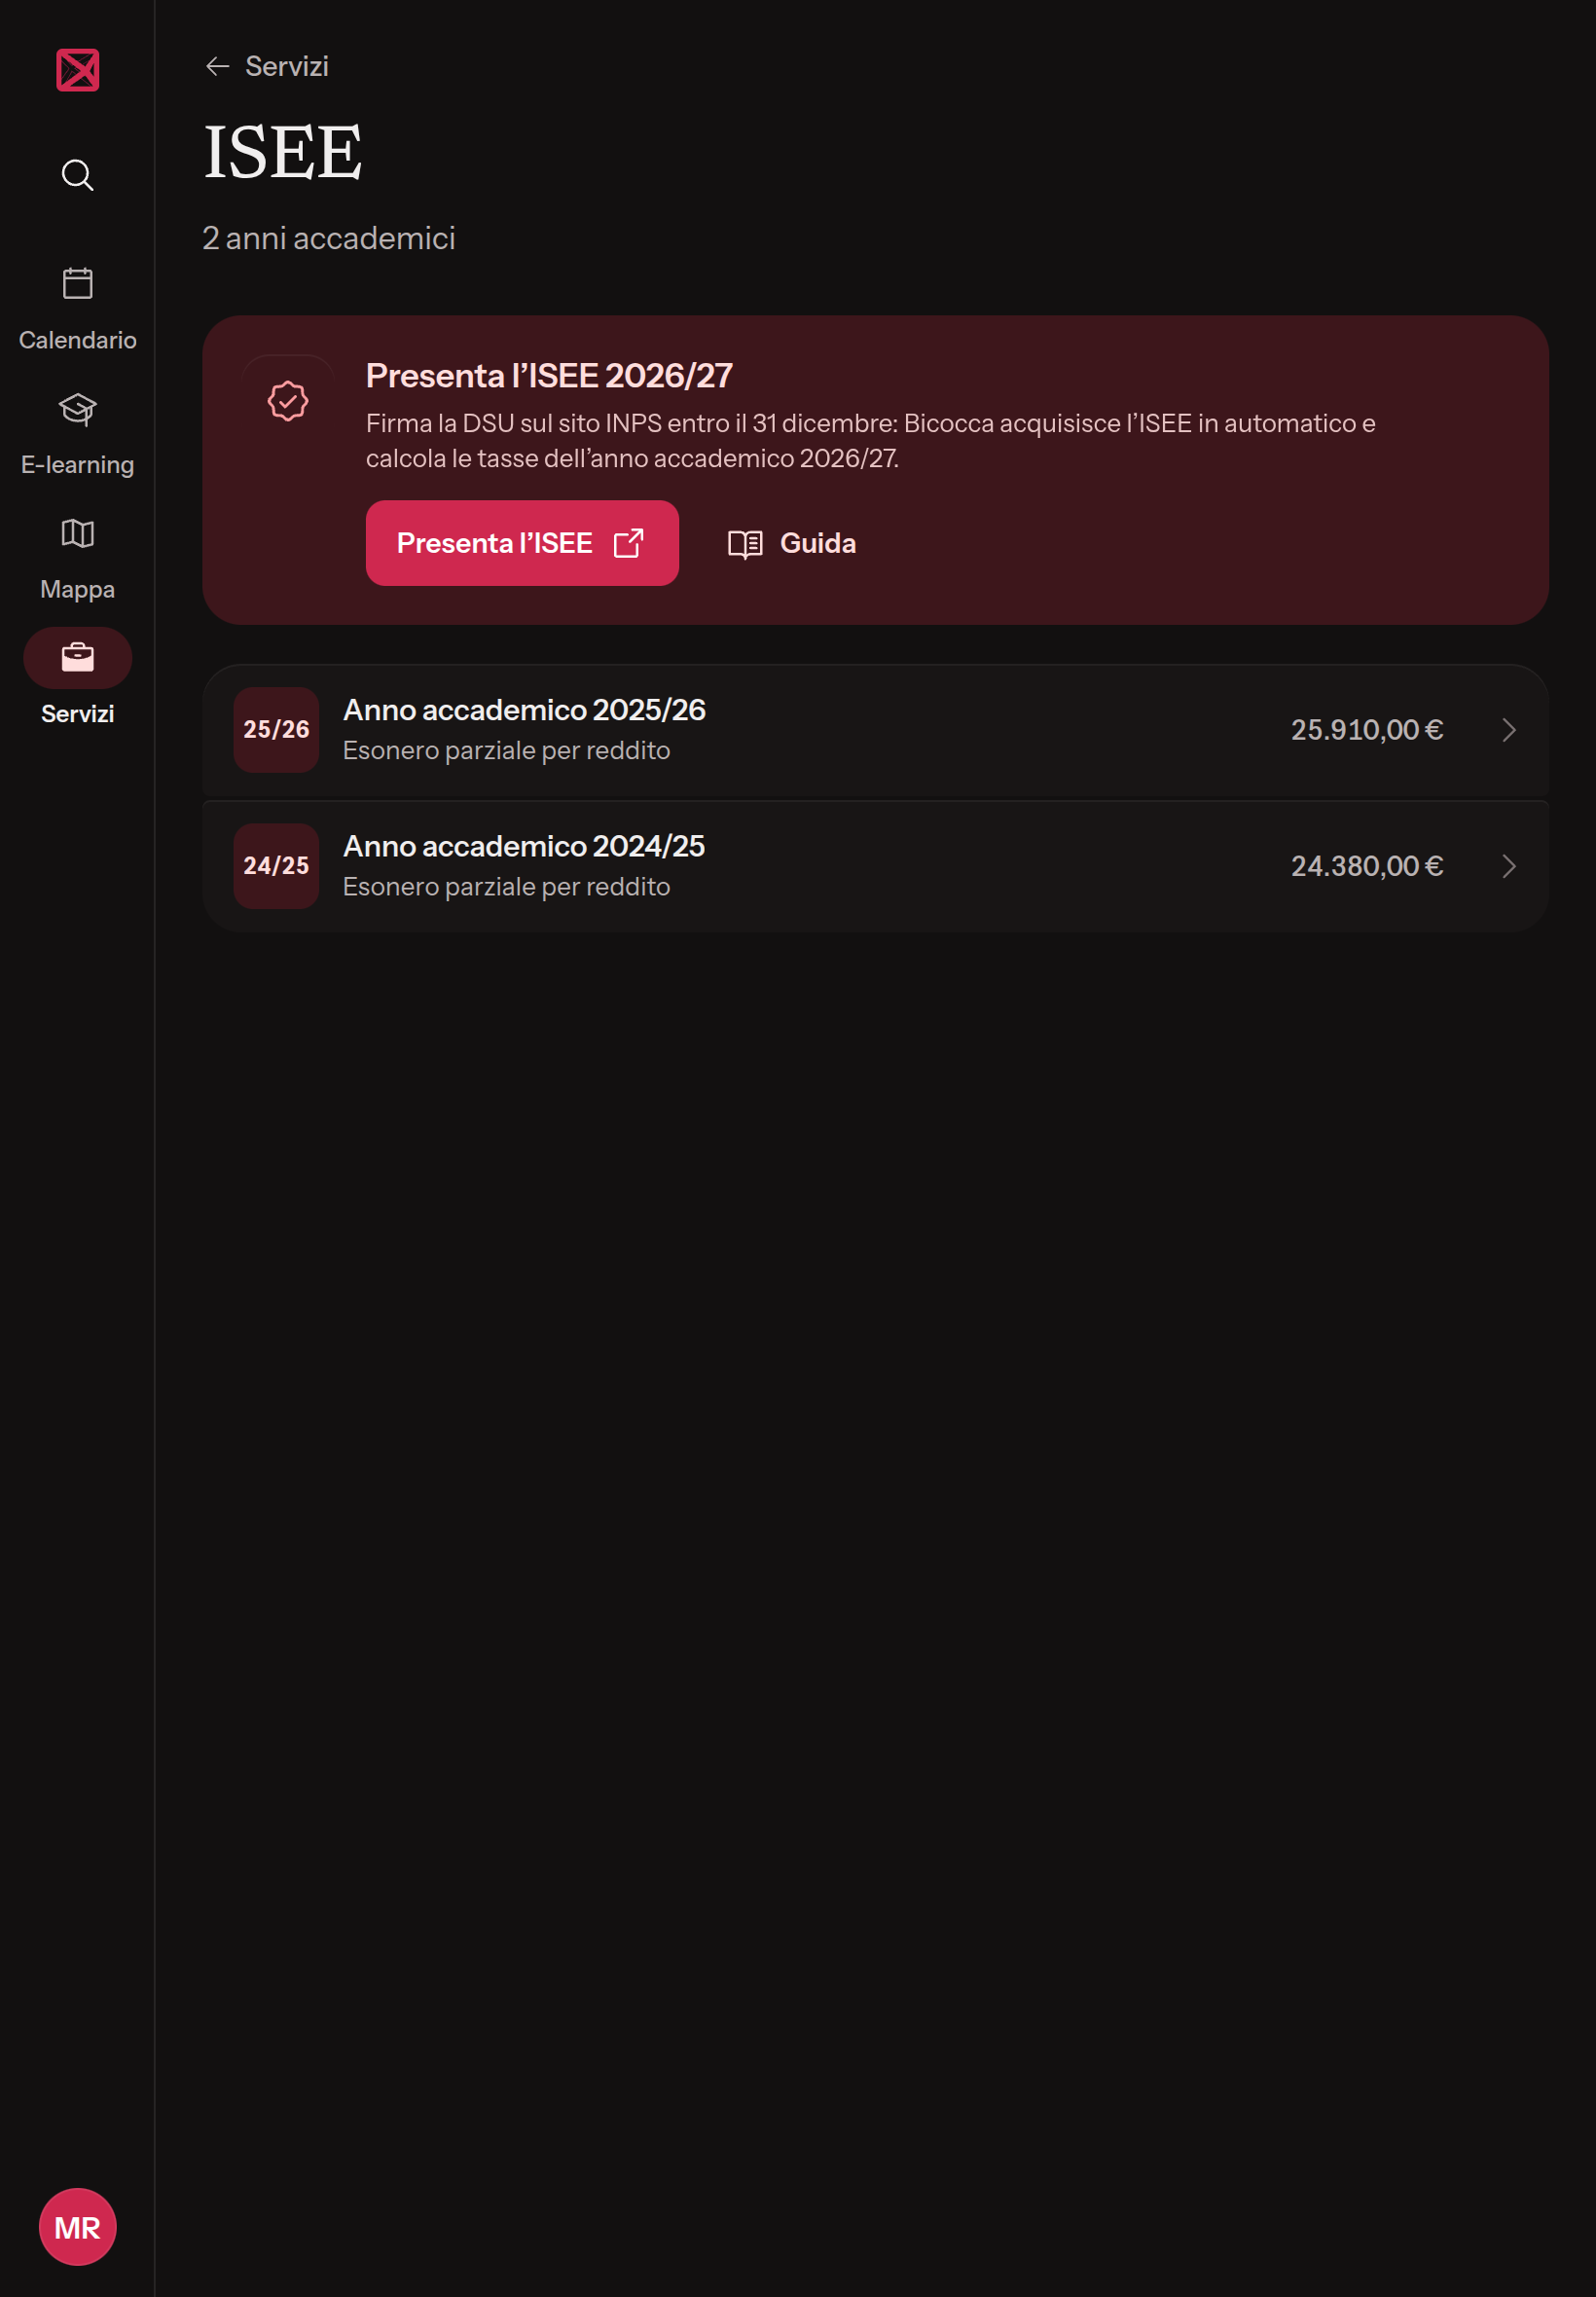 Servizi
ISEE
2 anni accademici
Calendario
E-learning
Mappa
Servizi
Presenta l’ISEE 2026/27
Firma la DSU sul sito INPS entro il 31 dicembre: Bicocca acquisisce l’ISEE in automatico e
calcola le tasse dell’anno accademico 2026/27.
Presenta l’ISEE
Guida
25/26
Anno accademico 2025/26
Esonero parziale per reddito
25.910,00 €
24/25
Anno accademico 2024/25
Esonero parziale per reddito
24.380,00 €
MR